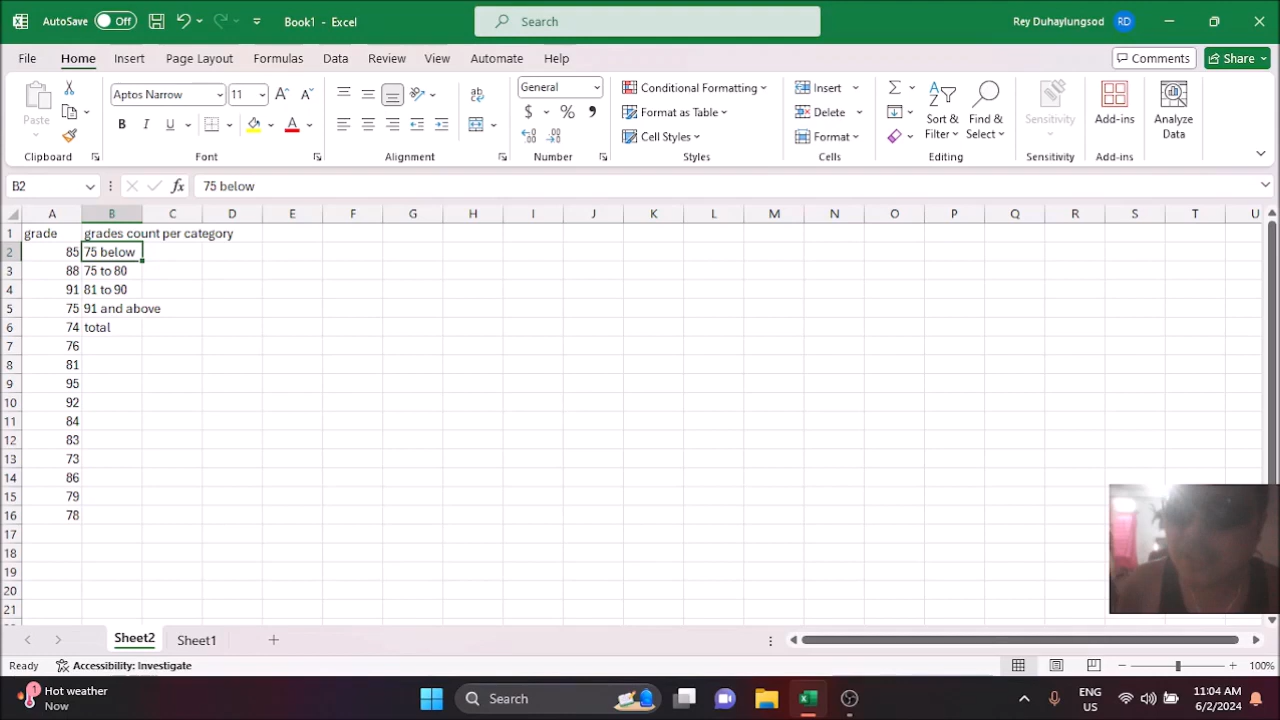 AutoSave Off Book1 - Excel Search Rey Duhaylungsod RD
File Home Insert Page Layout Formulas Data Review View Automate Help Comments Share
Paste Aptos Narrow 11 General Conditional Formatting Insert Sort & Filter Find & Select Sensitivity Add-ins Analyze Data
Format as Table Delete
B I U Cell Styles Format
Clipboard Font Alignment Number Styles Cells Editing Sensitivity Add-ins
B2 fx 75 below
A B C D E F G H I J K L M N O P Q R S T U
1 grade grades count per category
2 85 75 below
3 88 75 to 80
4 91 81 to 90
5 75 91 and above
6 74 total
7 76
8 81
9 95
10 92
11 84
12 83
13 73
14 86
15 79
16 78
17
18
19
20
21
Sheet2 Sheet1
Ready Accessibility: Investigate 100%
Hot weather Now Search ENG US 11:04 AM 6/2/2024